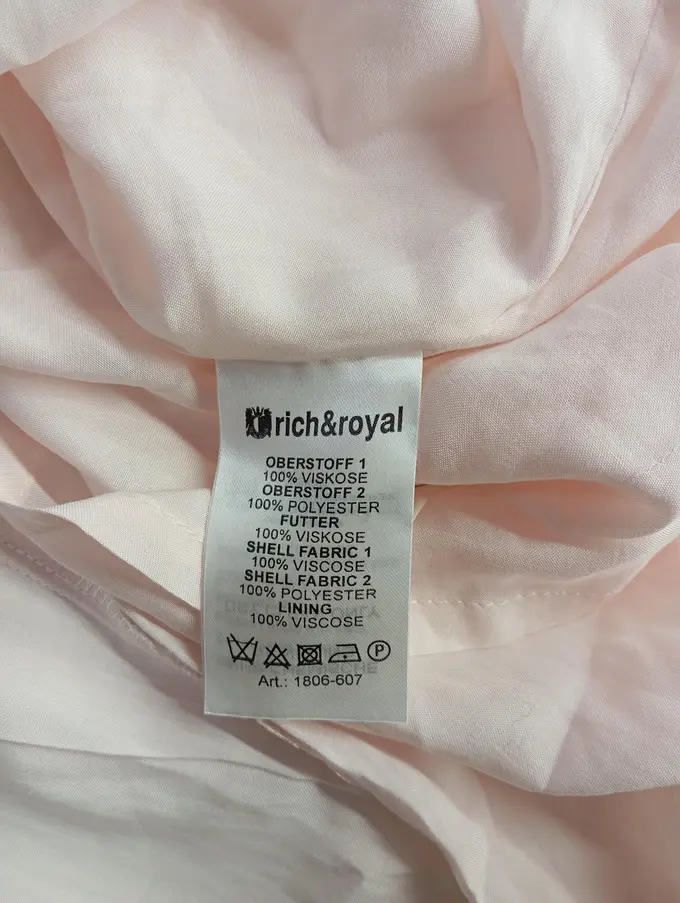 rich&royal
OBERSTOFF 1
100% VISKOSE
OBERSTOFF 2
100% POLYESTER
FUTTER
100% VISKOSE
SHELL FABRIC 1
100% VISCOSE
SHELL FABRIC 2
100% POLYESTER
LINING
100% VISCOSE
P
Art.: 1806-607